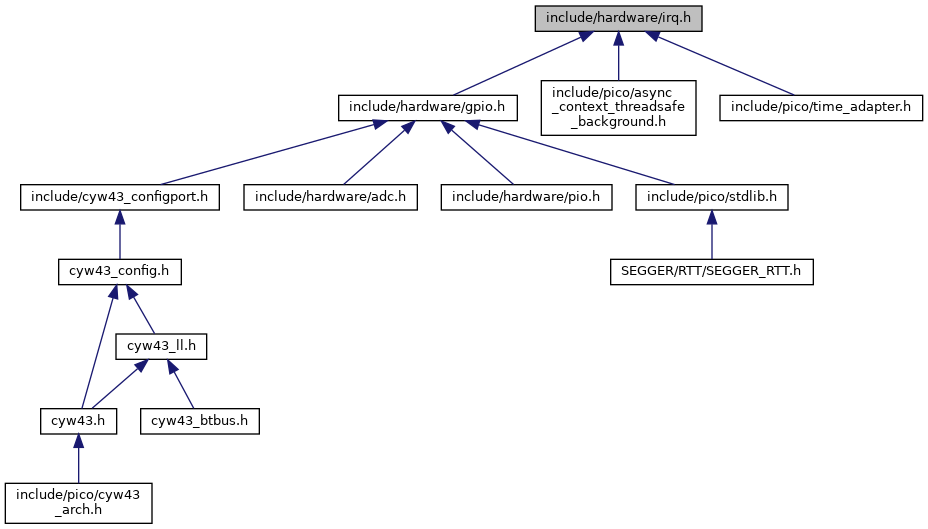 include/hardware/irq.h
include/hardware/gpio.h
include/pico/async
_context_threadsafe
_background.h
include/pico/time_adapter.h
include/cyw43_configport.h
include/hardware/adc.h
include/hardware/pio.h
include/pico/stdlib.h
cyw43_config.h
SEGGER/RTT/SEGGER_RTT.h
cyw43_ll.h
cyw43.h
cyw43_btbus.h
include/pico/cyw43
_arch.h